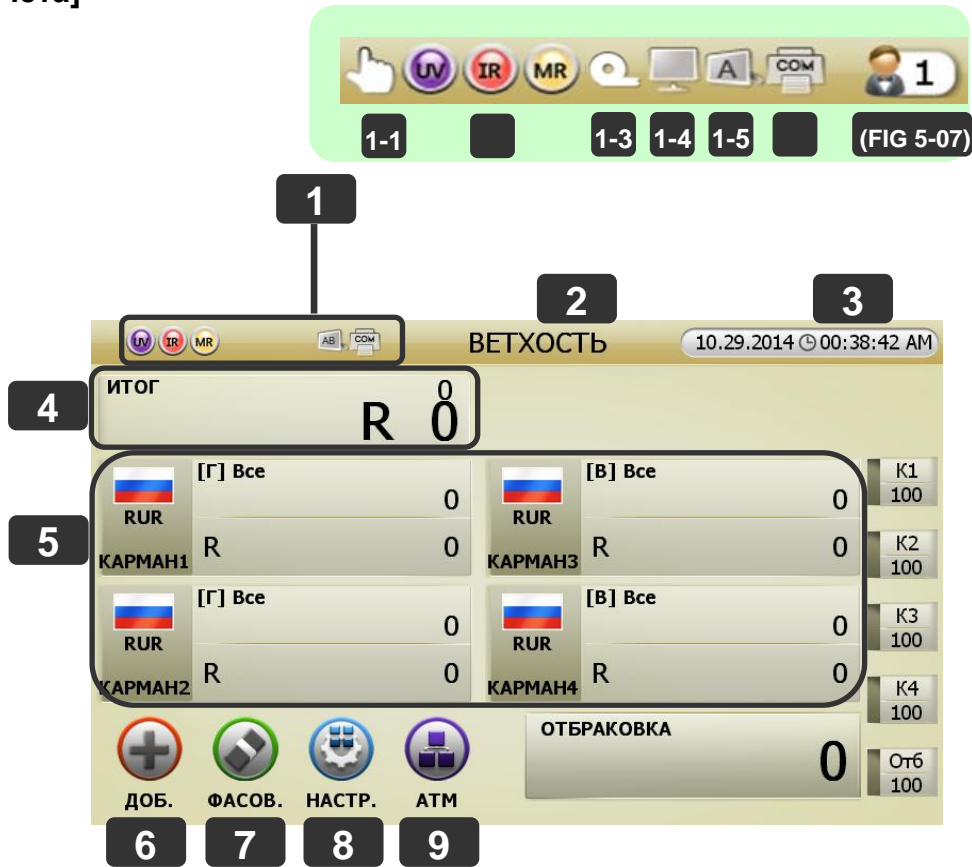 UV IR MR A COM 1
1-1 1-3 1-4 1-5 (FIG 5-07)
1
2 3
UV IR MR AB COM ВЕТХОСТЬ 10.29.2014 00:38:42 AM
4
ИТОГ 0
R 0
5
[Г] Все 0
RUR
КАРМАН1 R 0
[В] Все 0
RUR
КАРМАН3 R 0
[Г] Все 0
RUR
КАРМАН2 R 0
[В] Все 0
RUR
КАРМАН4 R 0
К1
100
К2
100
К3
100
К4
100
Отб
100
ОТБРАКОВКА
0
ДОБ. ФАСОВ. НАСТР. АТМ
6 7 8 9